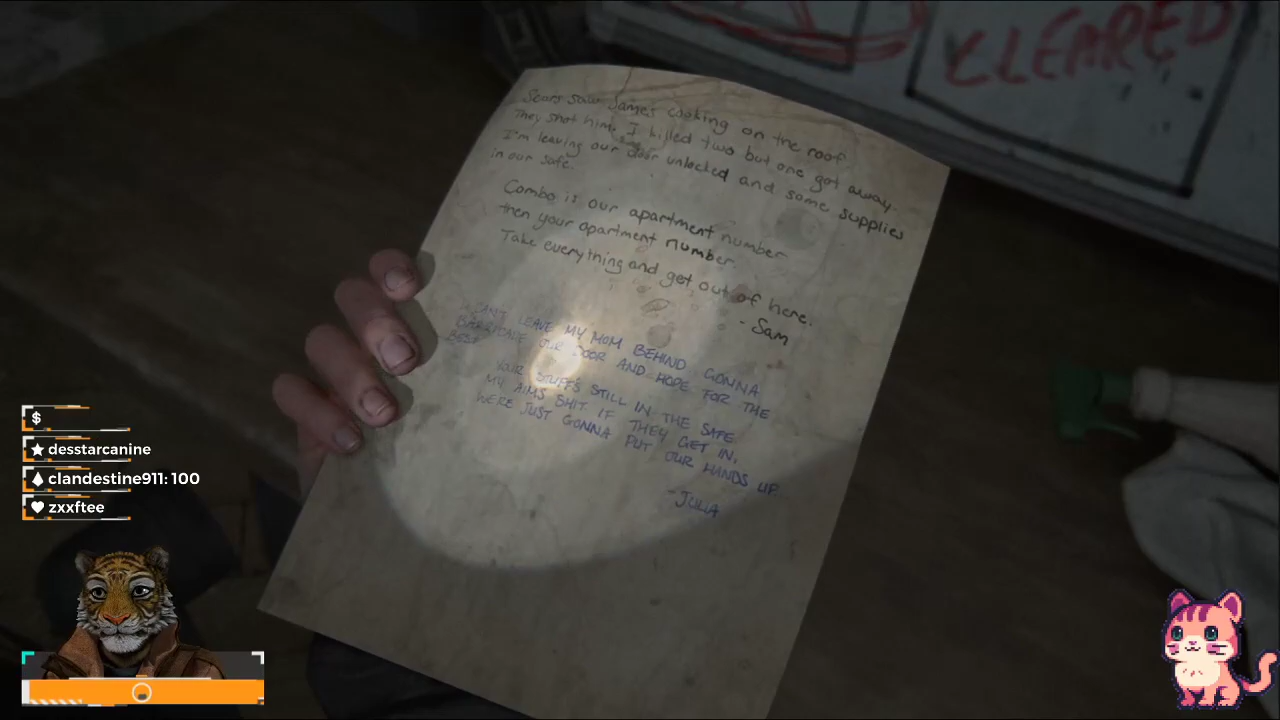 CLEARED
Scars saw James cooking on the roof
They shot him. I killed two but one got away.
I'm leaving our door unlocked and some supplies
in our safe.
Combo is our apartment number
then your apartment number.
Take everything and get out of here.
- Sam
CAN'T LEAVE MY MOM BEHIND GONNA
BARRICADE OUR DOOR AND HOPE FOR THE
BEST
YOUR STUFF'S STILL IN THE SAFE
MY AIMS SHIT. IF THEY GET IN,
WE'RE JUST GONNA PUT OUR HANDS UP
-JULIA
$
desstarcanine
clandestine911: 100
zxxftee